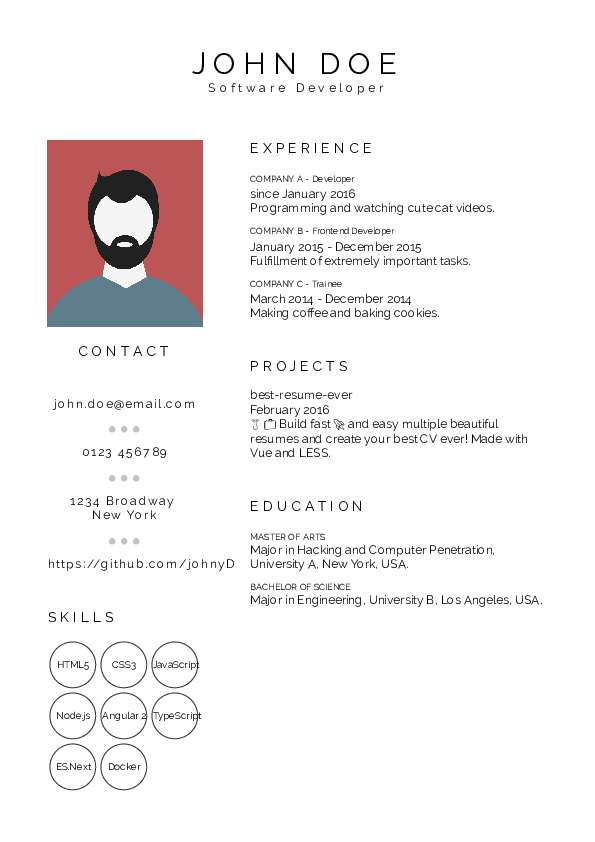 JOHN DOE
Software Developer
CONTACT
john.doe@email.com
0123 456789
1234 Broadway
New York
https://github.com/johnyD
SKILLS
HTML5 CSS3 JavaScript
Node.js Angular 2 TypeScript
ES.Next Docker
EXPERIENCE
COMPANY A - Developer
since January 2016
Programming and watching cute cat videos.
COMPANY B - Frontend Developer
January 2015 - December 2015
Fulfillment of extremely important tasks.
COMPANY C - Trainee
March 2014 - December 2014
Making coffee and baking cookies.
PROJECTS
best-resume-ever
February 2016
👔 💼 Build fast 🚀 and easy multiple beautiful
resumes and create your best CV ever! Made with
Vue and LESS.
EDUCATION
MASTER OF ARTS
Major in Hacking and Computer Penetration,
University A, New York, USA.
BACHELOR OF SCIENCE
Major in Engineering, University B, Los Angeles, USA.